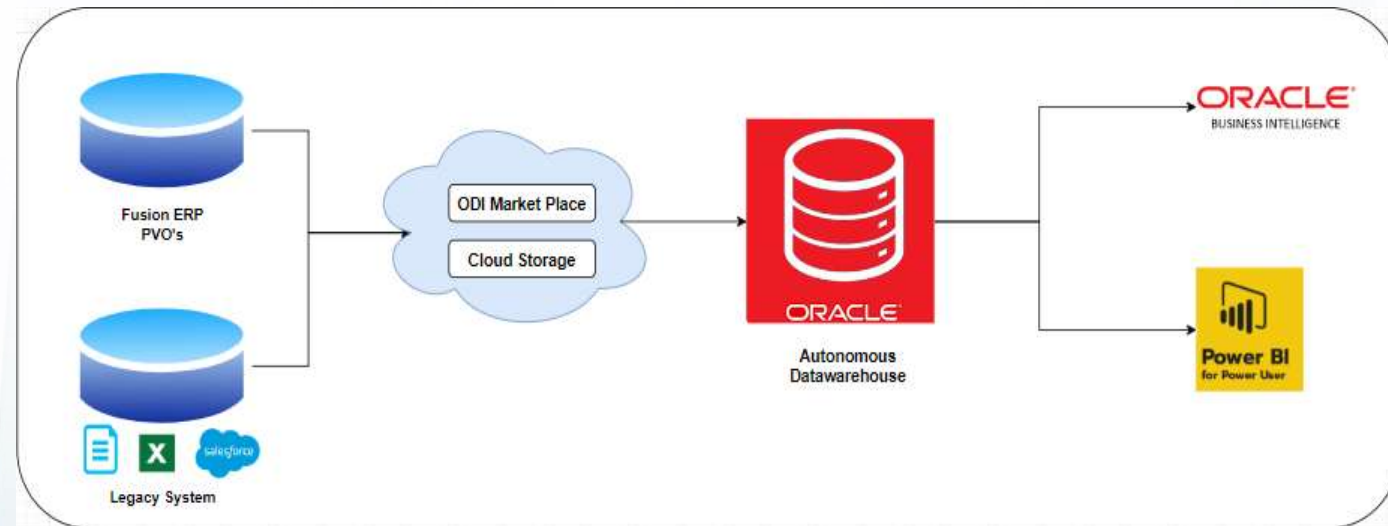 Fusion ERP
PVO's
X
salesforce
Legacy System
ODI Market Place
Cloud Storage
ORACLE
Autonomous
Datawarehouse
ORACLE
BUSINESS INTELLIGENCE
Power BI
for Power User